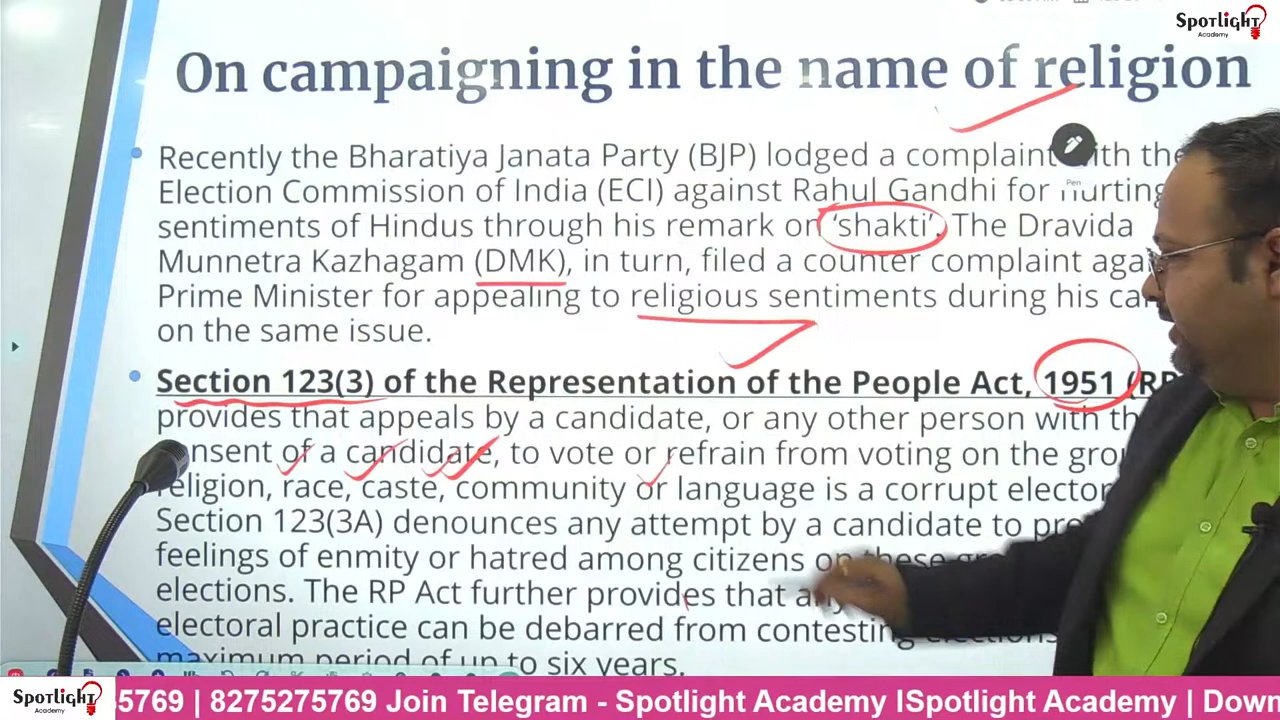 SPOTLIGHT
Academy
On campaigning in the name of religion
• Recently the Bharatiya Janata Party (BJP) lodged a complaint with the
Pen
Election Commission of India (ECI) against Rahul Gandhi for hurting
sentiments of Hindus through his remark on ‘shakti’. The Dravida
Munnetra Kazhagam (DMK), in turn, filed a counter complaint
Prime Minister for appealing to religious sentiments during his
on the same issue.
• Section 123(3) of the Representation of the People Act, 1951 (RP
provides that appeals by a candidate, or any other person with
of a candidate, to vote or refrain from voting on the
religion, race, caste, community or language is a corrupt
Section 123(3A) denounces any attempt by a candidate to
feelings of enmity or hatred among citizens on these
elections. The RP Act further provides that any
electoral practice can be debarred from contesting elections
maximum period of up to six years.
SPOTLIGHT
Academy
5769 | 8275275769 Join Telegram - Spotlight Academy ISpotlight Academy | Down